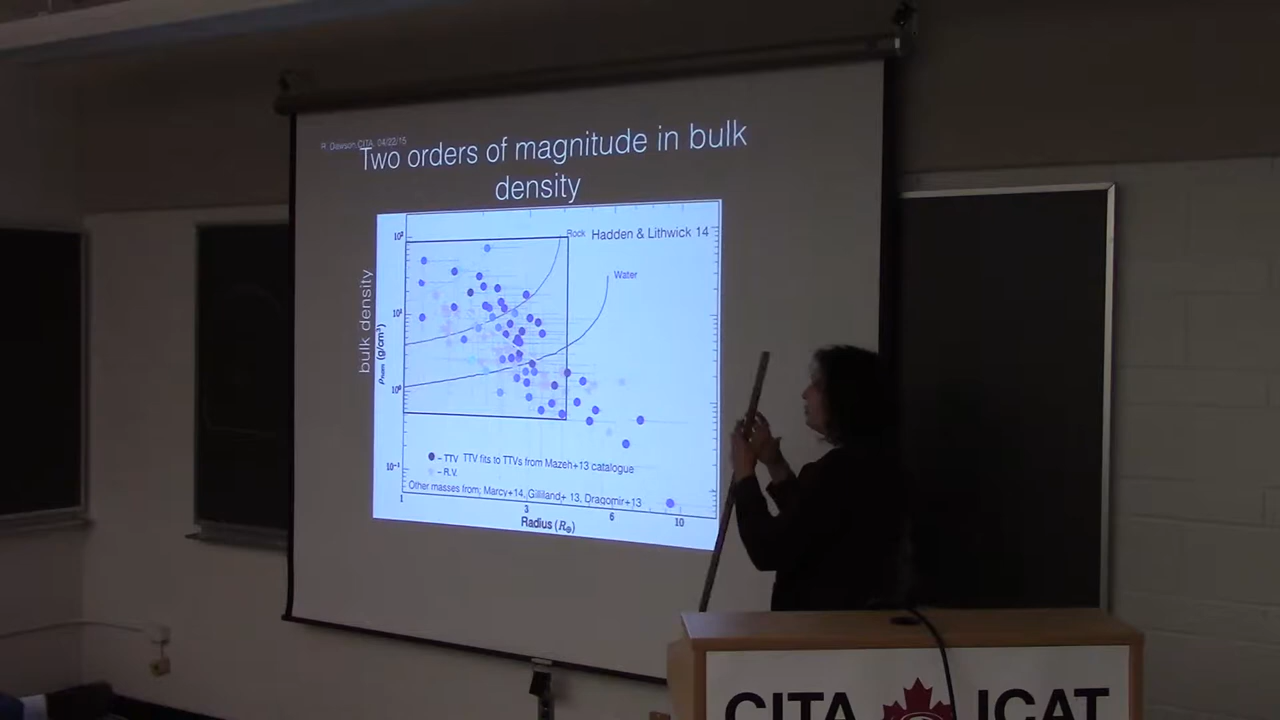 R. Dawson, CITA, 04/22/15
Two orders of magnitude in bulk
density
Rock
Hadden & Lithwick 14
Water
bulk density
ρnom (g/cm³)
10²
10¹
10⁰
10⁻¹
– TTV TTV fits to TTVs from Mazeh+13 catalogue
– R.V.
Other masses from; Marcy+14, Gilliland+ 13, Dragomir+13
1
3
6
10
Radius (R⊕)
CITA ICAT